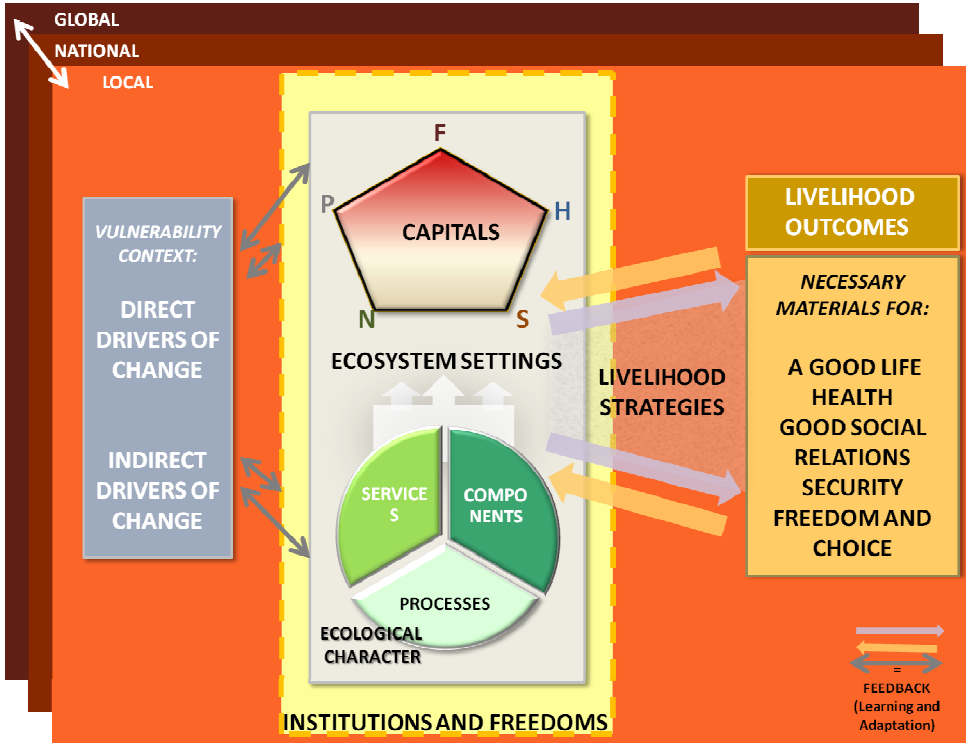 GLOBAL
NATIONAL
LOCAL
VULNERABILITY
CONTEXT:
DIRECT
DRIVERS OF
CHANGE
INDIRECT
DRIVERS OF
CHANGE
F
P
H
CAPITALS
N
S
ECOSYSTEM SETTINGS
SERVICE
S
COMPO
NENTS
PROCESSES
ECOLOGICAL
CHARACTER
INSTITUTIONS AND FREEDOMS
LIVELIHOOD
STRATEGIES
LIVELIHOOD
OUTCOMES
NECESSARY
MATERIALS FOR:
A GOOD LIFE
HEALTH
GOOD SOCIAL
RELATIONS
SECURITY
FREEDOM AND
CHOICE
=
FEEDBACK
(Learning and
Adaptation)